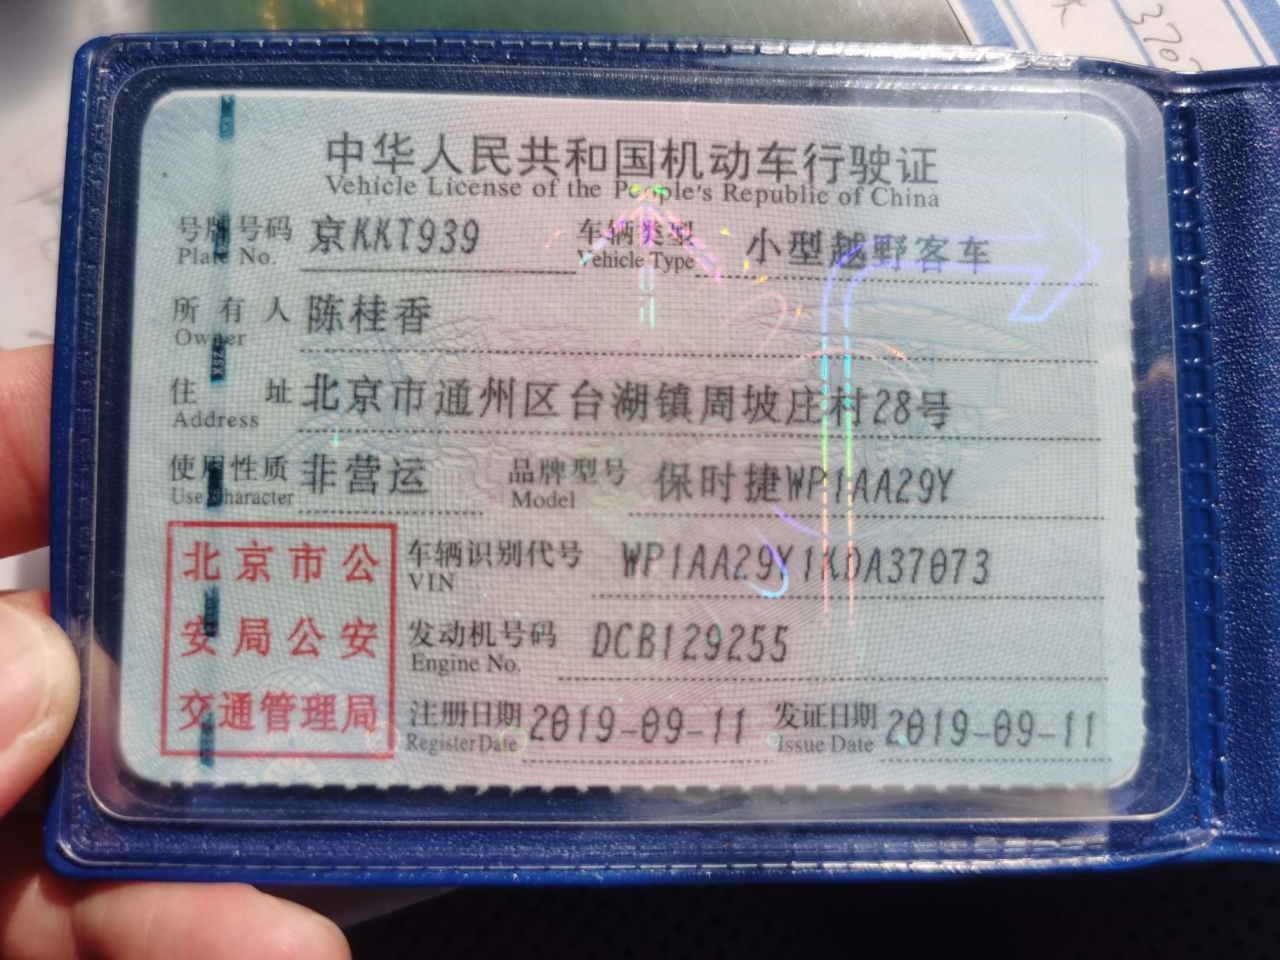 中华人民共和国机动车行驶证
Vehicle License of the People's Republic of China
号牌号码 京KKT939 车辆类型 小型越野客车
Plate No. Vehicle Type
所有人 陈桂香
Owner
住址 北京市通州区台湖镇周坡庄村28号
Address
使用性质 非营运 品牌型号 保时捷WP1AA29Y
Use Character Model
车辆识别代号 WP1AA29Y1KDA37073
VIN
发动机号码 DCB129255
Engine No.
注册日期 2019-09-11 发证日期 2019-09-11
Register Date Issue Date
北京市公
安局公安
交通管理局
370